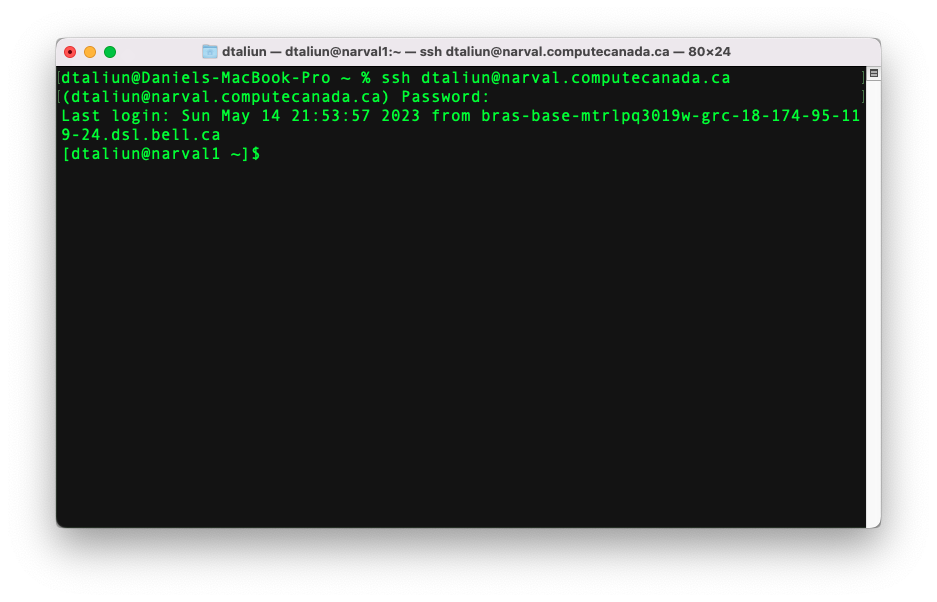 dtaliun — dtaliun@narval1:~ — ssh dtaliun@narval.computecanada.ca — 80×24
[dtaliun@Daniels-MacBook-Pro ~ % ssh dtaliun@narval.computecanada.ca ]
[(dtaliun@narval.computecanada.ca) Password: ]
Last login: Sun May 14 21:53:57 2023 from bras-base-mtrlpq3019w-grc-18-174-95-11
9-24.dsl.bell.ca
[dtaliun@narval1 ~]$